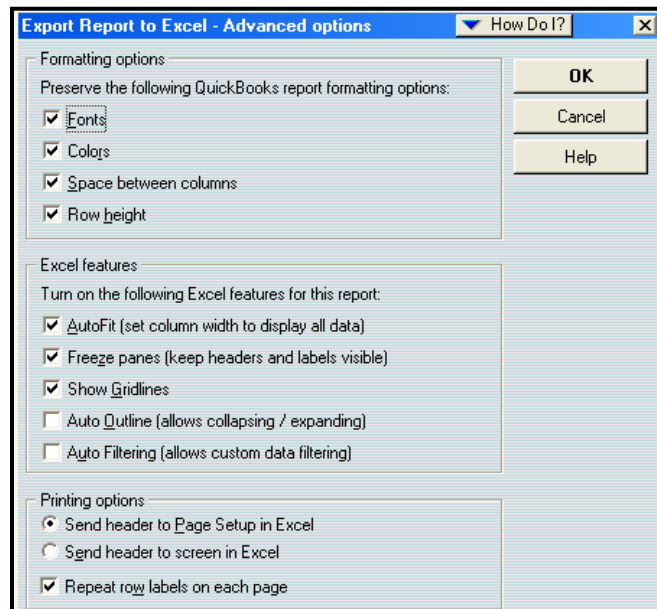 Export Report to Excel - Advanced options
How Do I?
Formatting options
Preserve the following QuickBooks report formatting options:
Fonts
Colors
Space between columns
Row height
OK
Cancel
Help
Excel features
Turn on the following Excel features for this report:
AutoFit (set column width to display all data)
Freeze panes (keep headers and labels visible)
Show Gridlines
Auto Outline (allows collapsing / expanding)
Auto Filtering (allows custom data filtering)
Printing options
Send header to Page Setup in Excel
Send header to screen in Excel
Repeat row labels on each page